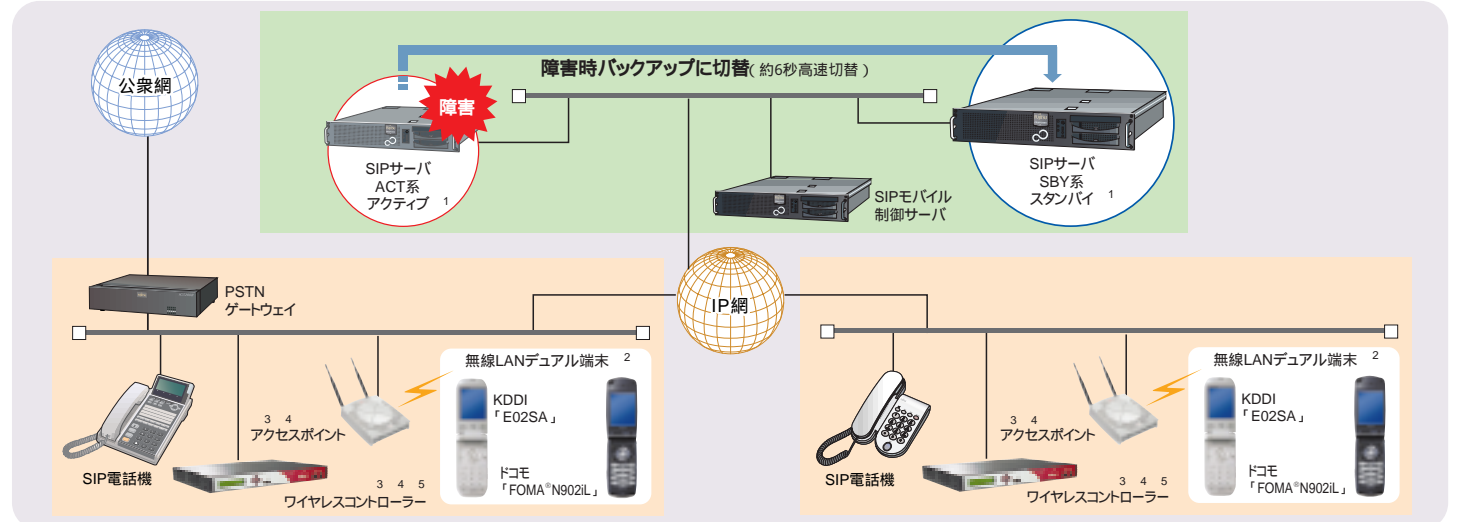 公衆網
障害時バックアップに切替(約6秒高速切替)
障害
SIPサーバ
ACT系
アクティブ 1
SIPサーバ
SBY系
スタンバイ 1
SIPモバイル
制御サーバ
IP網
PSTN
ゲートウェイ
SIP電話機
3 4
アクセスポイント
3 4 5
ワイヤレスコントローラー
無線LANデュアル端末 2
KDDI
「E02SA」
ドコモ
「FOMA®N902iL」
SIP電話機
3 4
アクセスポイント
3 4 5
ワイヤレスコントローラー
無線LANデュアル端末 2
KDDI
「E02SA」
ドコモ
「FOMA®N902iL」